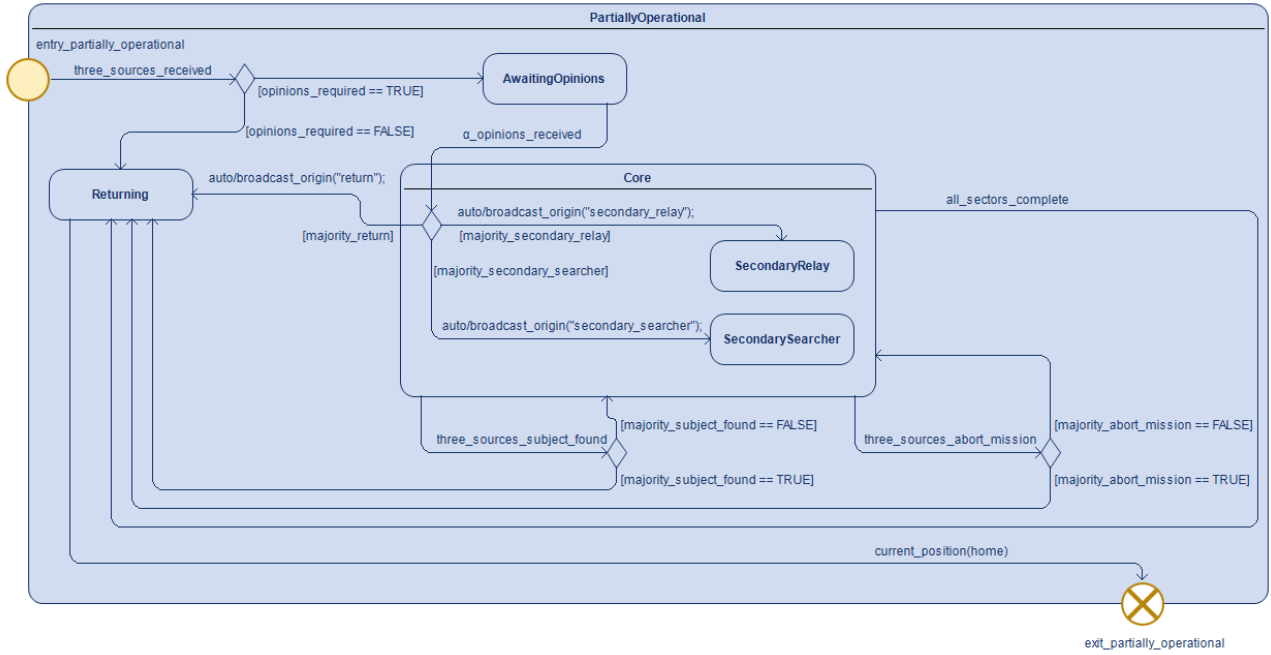 PartiallyOperational
entry_partially_operational
three_sources_received
[opinions_required == TRUE]
AwaitingOpinions
[opinions_required == FALSE]
α_opinions_received
Returning
auto/broadcast_origin("return");
[majority_return]
Core
auto/broadcast_origin("secondary_relay");
[majority_secondary_relay]
SecondaryRelay
[majority_secondary_searcher]
auto/broadcast_origin("secondary_searcher");
SecondarySearcher
all_sectors_complete
three_sources_subject_found
[majority_subject_found == FALSE]
[majority_subject_found == TRUE]
three_sources_abort_mission
[majority_abort_mission == FALSE]
[majority_abort_mission == TRUE]
current_position(home)
exit_partially_operational